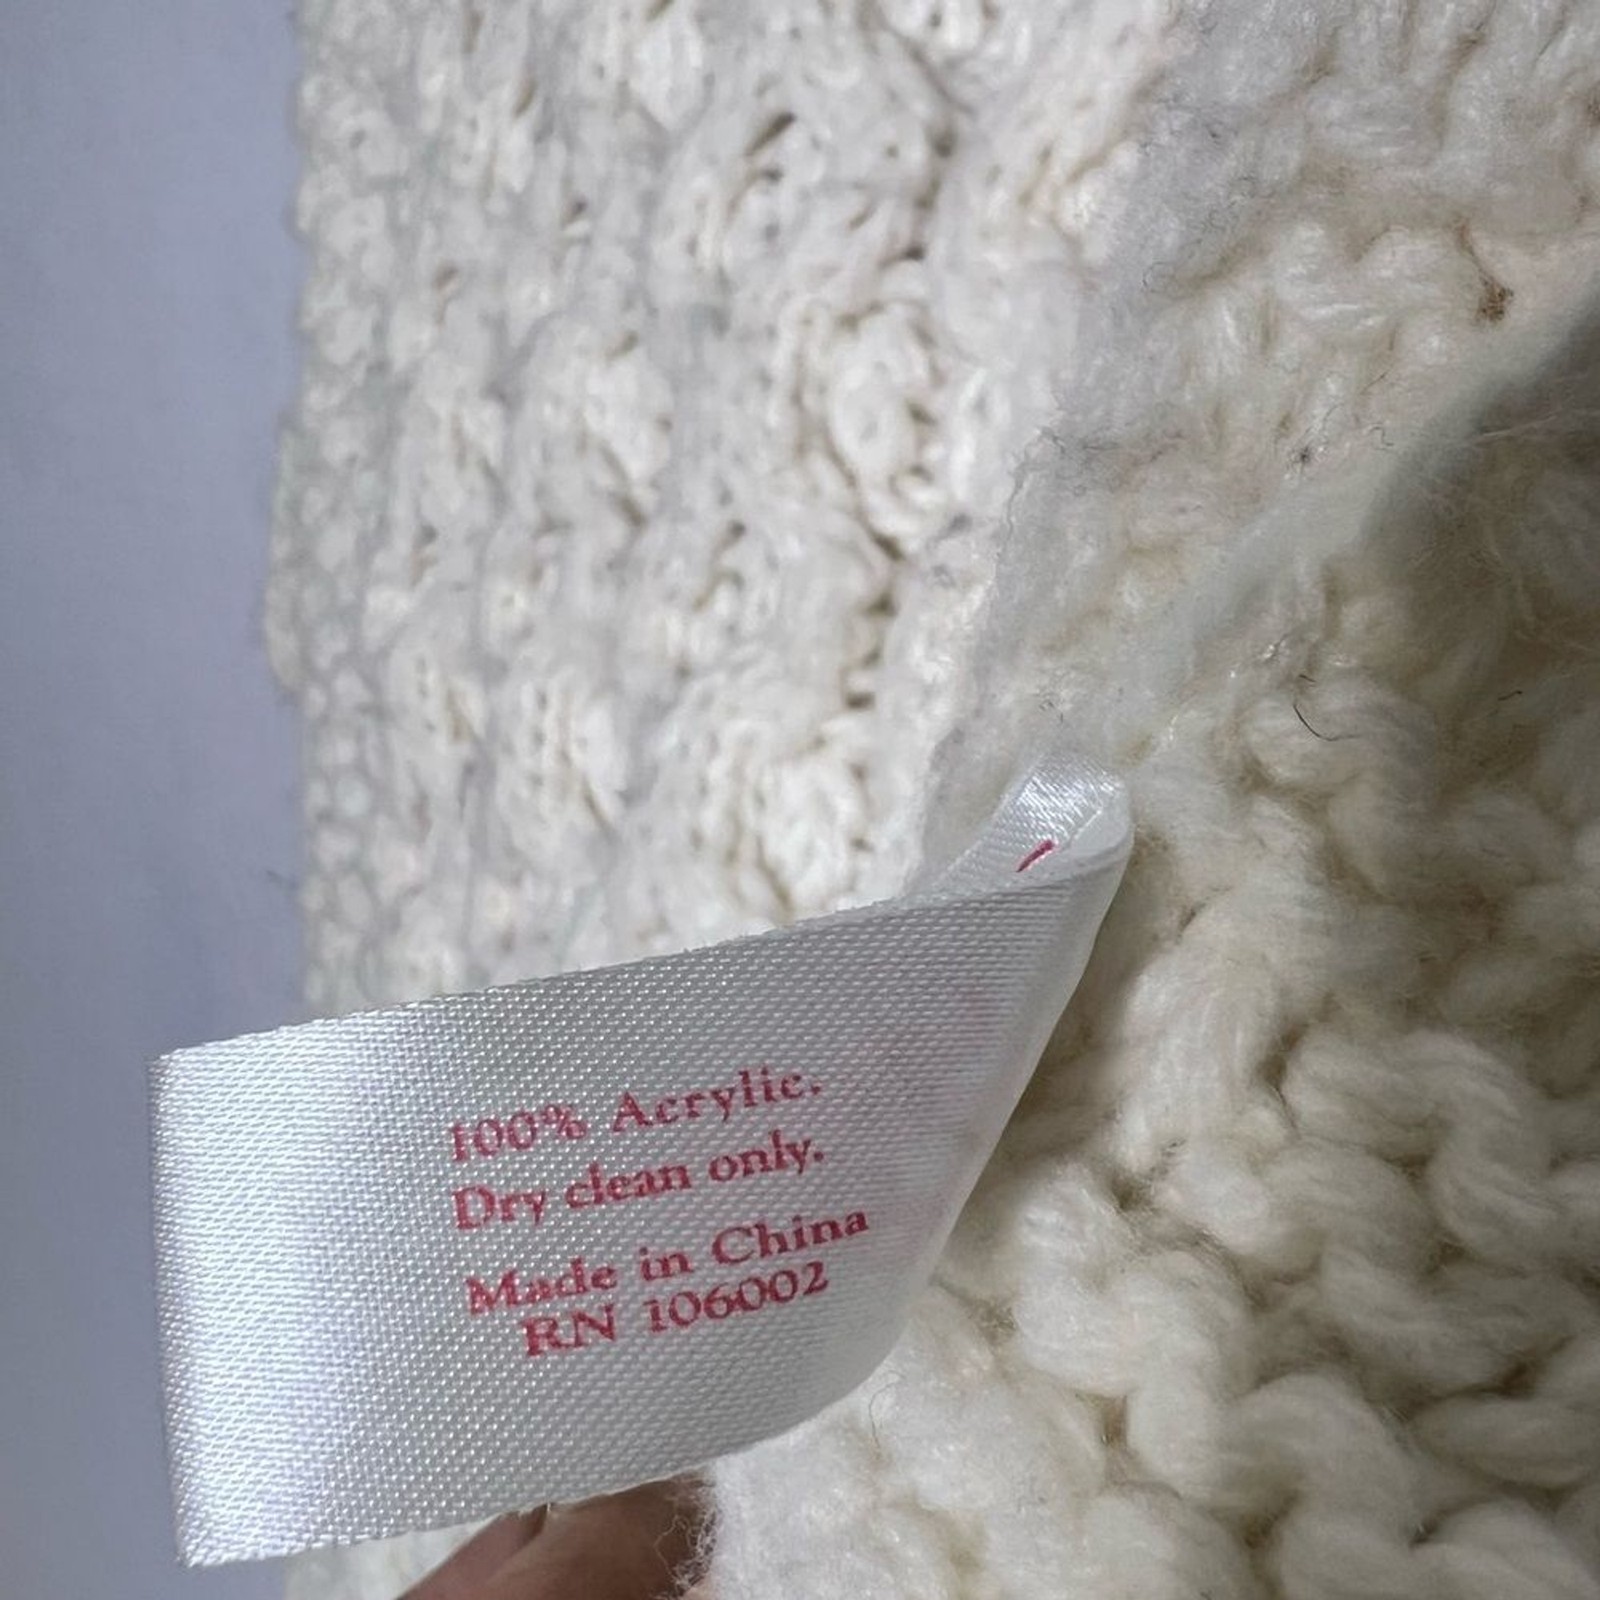 100% Acrylic.
Dry clean only.
Made in China
RN 106002